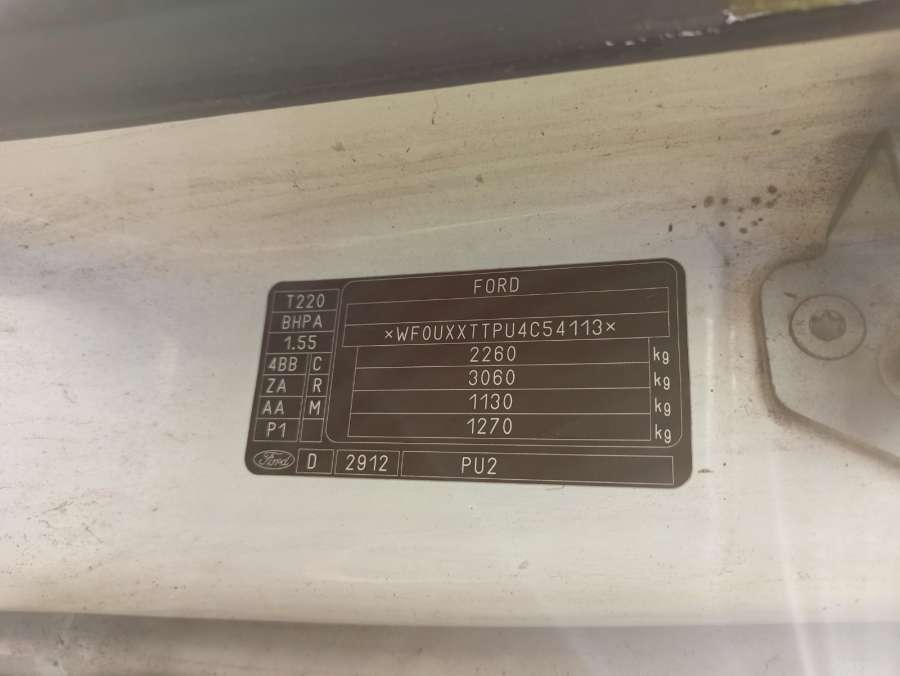 FORD
T220
BHPA
1.55
4BB C
ZA R
AA M
P1
×WF0UXXTTPU4C54113×
2260 kg
3060 kg
1130 kg
1270 kg
Ford D 2912 PU2